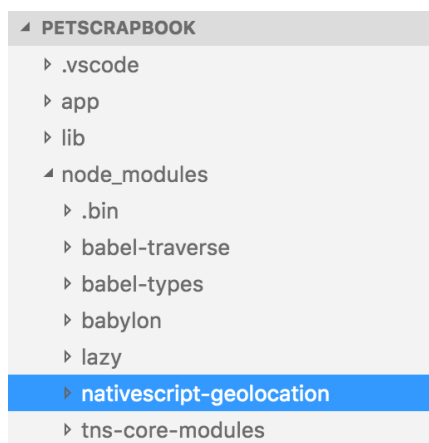 PETSCRAPBOOK
.vscode
app
lib
node_modules
.bin
babel-traverse
babel-types
babylon
lazy
nativescript-geolocation
tns-core-modules